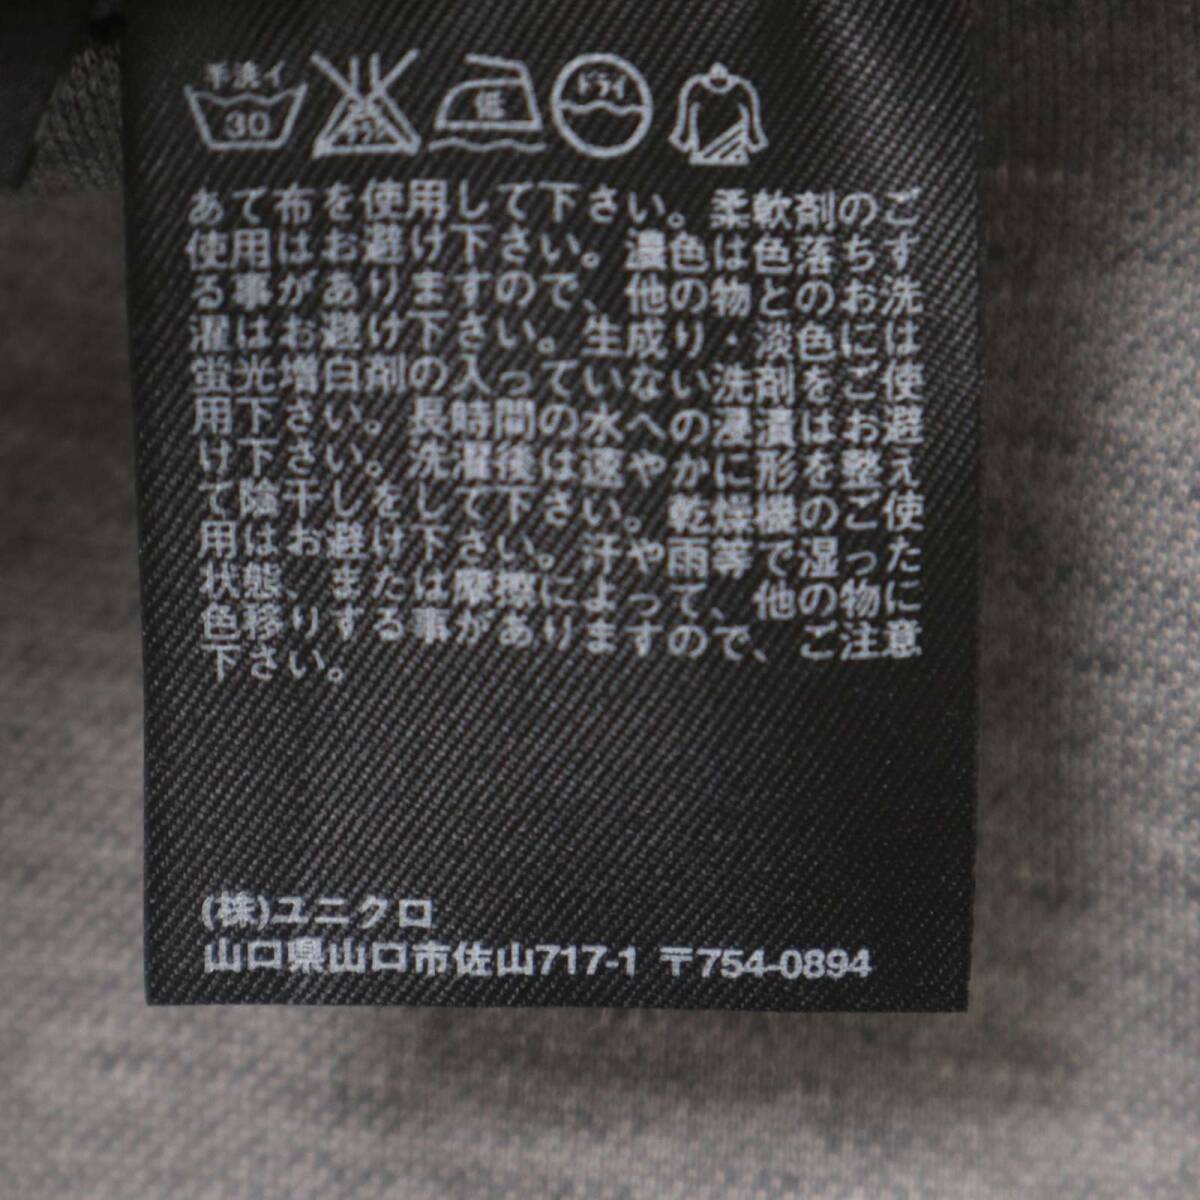 手洗イ
30
エンソサラシ
低
ドライ
あて布を使用して下さい。柔軟剤のご
使用はお避け下さい。濃色は色落ちす
る事がありますので、他の物とのお洗
濯はお避け下さい。生成り・淡色には
蛍光増白剤の入っていない洗剤をご使
用下さい。長時間の水への浸漬はお避
け下さい。洗濯後は速やかに形を整え
て陰干しをして下さい。乾燥機のご使
用はお避け下さい。汗や雨等で湿った
状態、または摩擦によって、他の物に
色移りする事がありますので、ご注意
下さい。
(株)ユニクロ
山口県山口市佐山717-1 〒754-0894